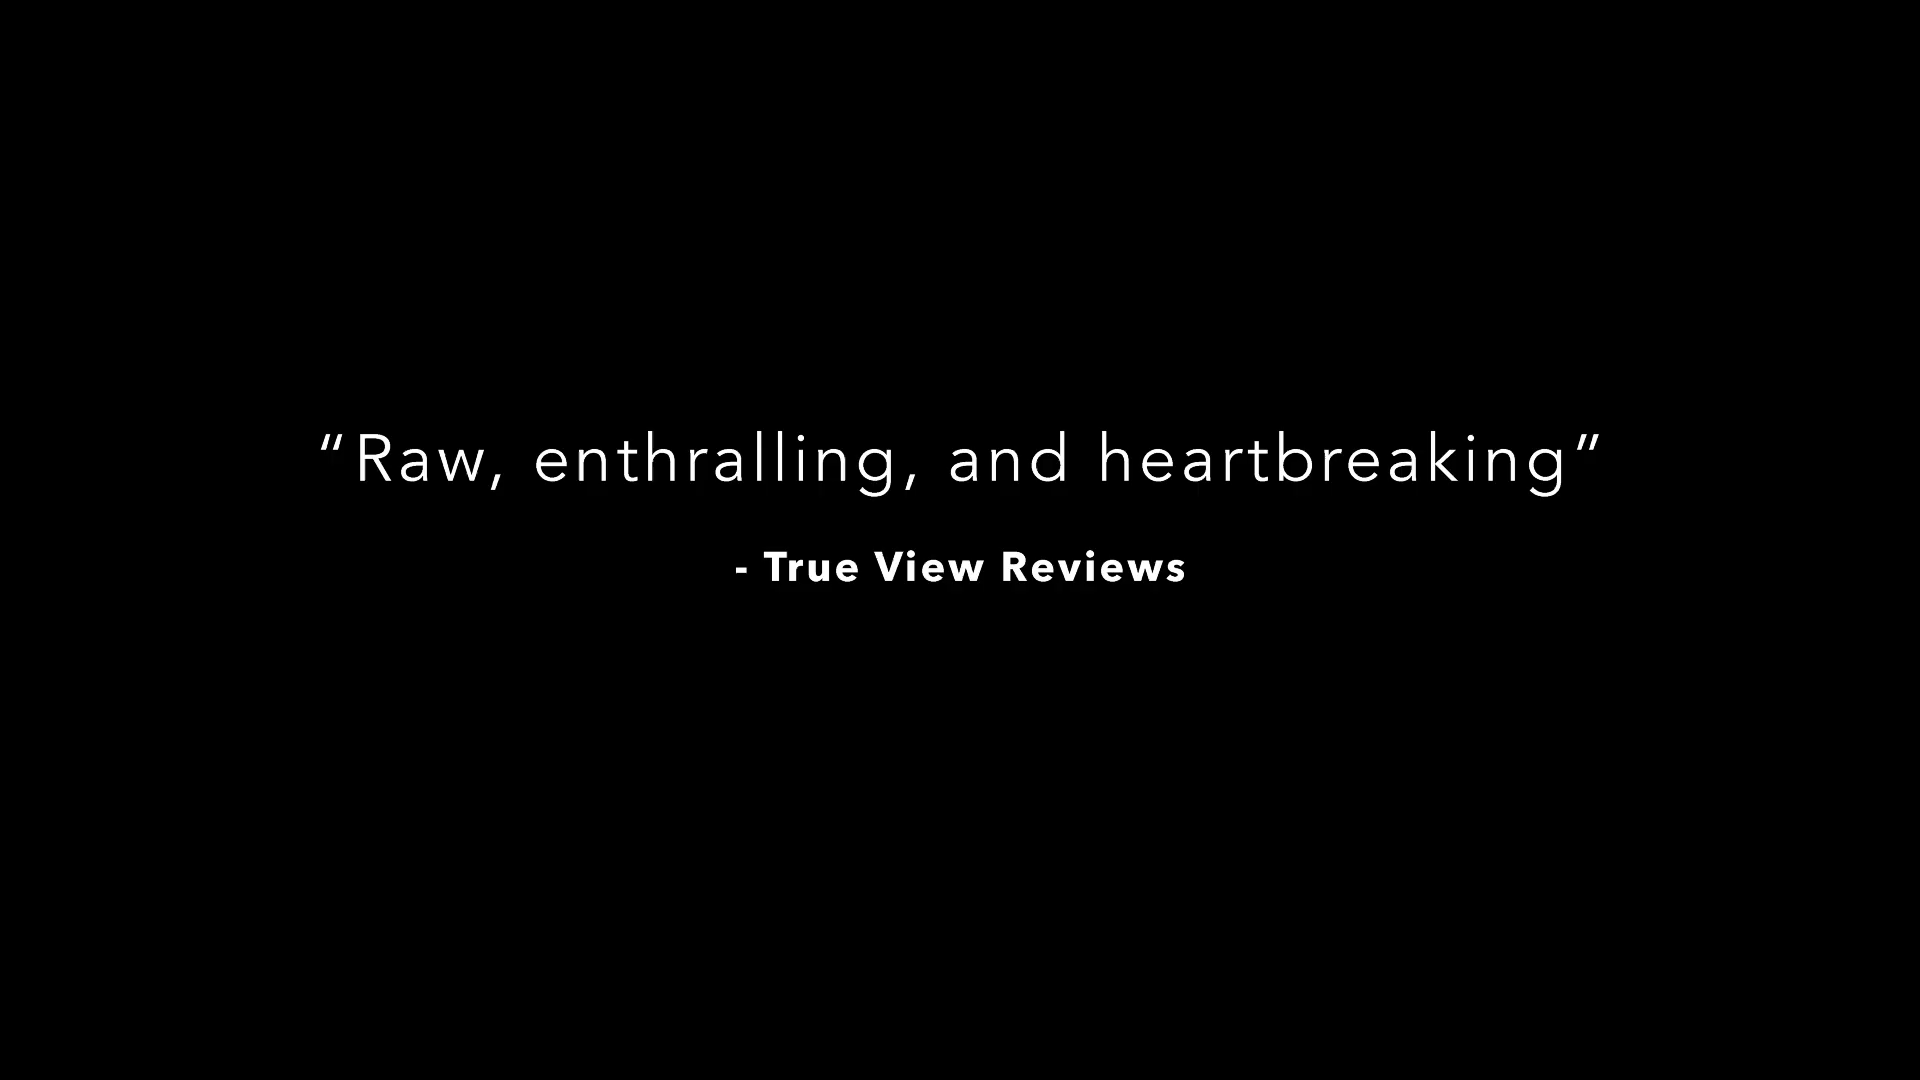 “Raw, enthralling, and heartbreaking”
- True View Reviews